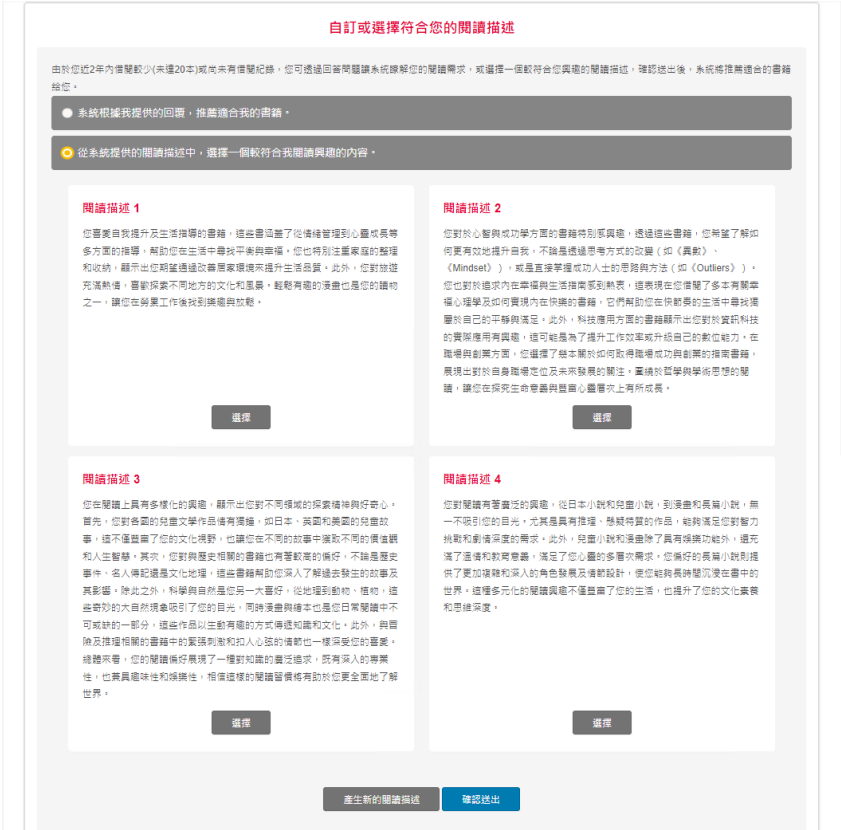 自訂或選擇符合您的閱讀描述
由於您近2年內借閱較少(未達20本)或尚未有借閱紀錄，您可透過回答問題讓系統瞭解您的閱讀需求，或選擇一個較符合您興趣的閱讀描述，確認送出後，系統將推薦適合的書籍
給您。
系統根據我提供的回覆，推薦適合我的書籍。
從系統提供的閱讀描述中，選擇一個較符合我閱讀興趣的內容。
閱讀描述 1
您喜愛自我提升及生活指導的書籍，這些書涵蓋了從情緒管理到心靈成長等
多方面的指導，幫助您在生活中尋找平衡與幸福。您也特別注重家庭的整理
和收納，顯示出您期望透過改善居家環境來提升生活品質。此外，您對旅遊
充滿熱情，喜歡探索不同地方的文化和風景。輕鬆有趣的漫畫也是您的讀物
之一，讓您在勞累工作後找到樂趣與放鬆。
選擇
閱讀描述 2
您對於心智與成功學方面的書籍特別感興趣，透過這些書籍，您希望了解如
何更有效地提升自我。不論是透過思考方式的改變（如《異數》、
《Mindset》），或是直接掌握成功人士的思路與方法（如《Outliers》）。
您也對於追求內在幸福與生活指南感到熱衷，這表現在您借閱了多本有關幸
福心理學及如何實現內在快樂的書籍，它們幫助您在快節奏的生活中尋找獨
屬於自己的平靜與滿足。此外，科技應用方面的書籍顯示出您對於資訊科技
的實際應用有興趣，這可能是為了提升工作效率或升級自己的數位能力。在
職場與創業方面，您選擇了幾本關於如何取得職場成功與創業的指南書籍，
展現出對於自身職場定位及未來發展的關注。圍繞於哲學與學術思想的閱
讀，讓您在探究生命意義與豐富心靈層次上有所成長。
選擇
閱讀描述 3
您在閱讀上具有多樣化的興趣，顯示出您對不同領域的探索精神與好奇心。
首先，您對各國的兒童文學作品情有獨鍾，如日本、英國和美國的兒童故
事，這不僅豐富了您的文化視野，也讓您在不同的故事中獲取不同的價值觀
和人生智慧。其次，您對與歷史相關的書籍也有著較高的偏好，不論是歷史
事件、名人傳記還是文化地理，這些書籍幫助您深入了解過去發生的故事及
其影響。除此之外，科學與自然是您另一大喜好，從地理到動物、植物，這
些奇妙的大自然現象吸引了您的目光，同時漫畫與繪本也是您日常閱讀中不
可或缺的一部分，這些作品以生動有趣的方式傳遞知識和文化。此外，與冒
險及推理相關的書籍中的緊張刺激和扣人心弦的情節也一樣深受您的喜愛。
總體來看，您的閱讀偏好展現了一種對知識的廣泛追求，既有深入的專業
性，也兼具趣味性和娛樂性，相信這樣的閱讀習慣將有助於您更全面地了解
世界。
選擇
閱讀描述 4
您對閱讀有著廣泛的興趣，從日本小說和兒童小說，到漫畫和長篇小說，無
一不吸引您的目光。尤其是具有推理、懸疑特質的作品，能夠滿足您對智力
挑戰和劇情深度的需求。此外，兒童小說和漫畫除了具有娛樂功能外，還充
滿了溫情和教育意義，滿足了您心靈的多層次需求。您偏好的長篇小說則提
供了更加複雜和深入的角色發展及情節設計，使您能夠長時間沉浸在書中的
世界。這種多元化的閱讀興趣不僅豐富了您的生活，也提升了您的文化素養
和思維深度。
選擇
產生新的閱讀描述
確認送出